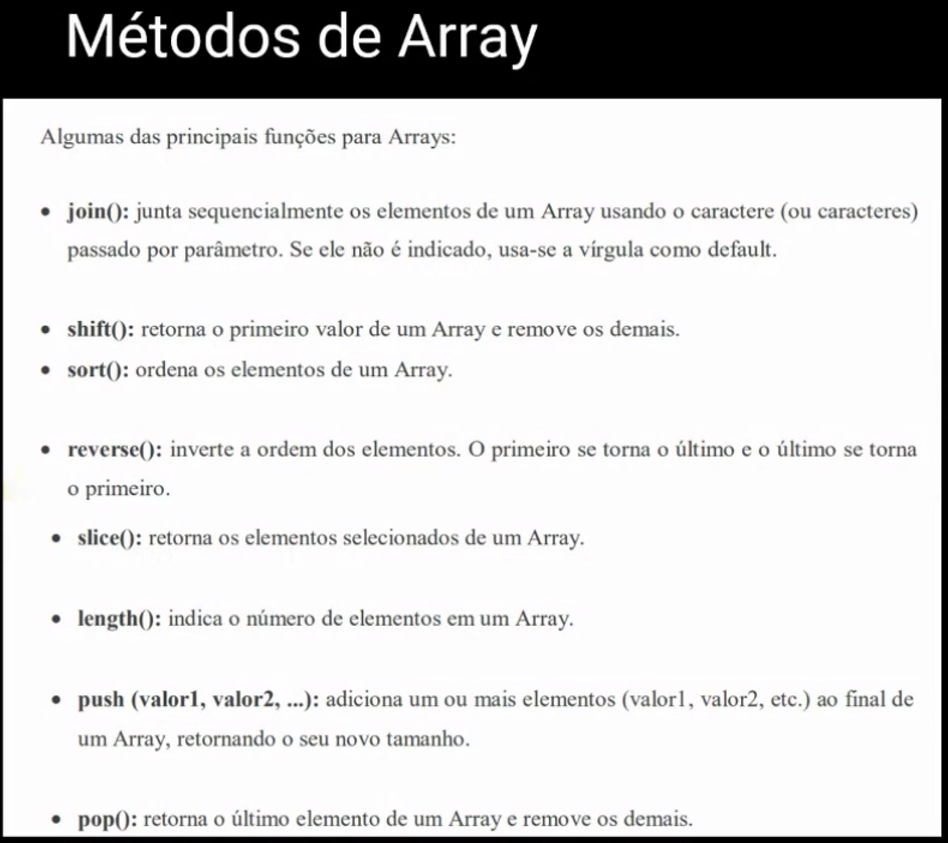 Métodos de Array
Algumas das principais funções para Arrays:
• join(): junta sequencialmente os elementos de um Array usando o caractere (ou caracteres)
passado por parâmetro. Se ele não é indicado, usa-se a vírgula como default.
• shift(): retorna o primeiro valor de um Array e remove os demais.
• sort(): ordena os elementos de um Array.
• reverse(): inverte a ordem dos elementos. O primeiro se torna o último e o último se torna
o primeiro.
• slice(): retorna os elementos selecionados de um Array.
• length(): indica o número de elementos em um Array.
• push (valor1, valor2, ...): adiciona um ou mais elementos (valor1, valor2, etc.) ao final de
um Array, retornando o seu novo tamanho.
• pop(): retorna o último elemento de um Array e remove os demais.